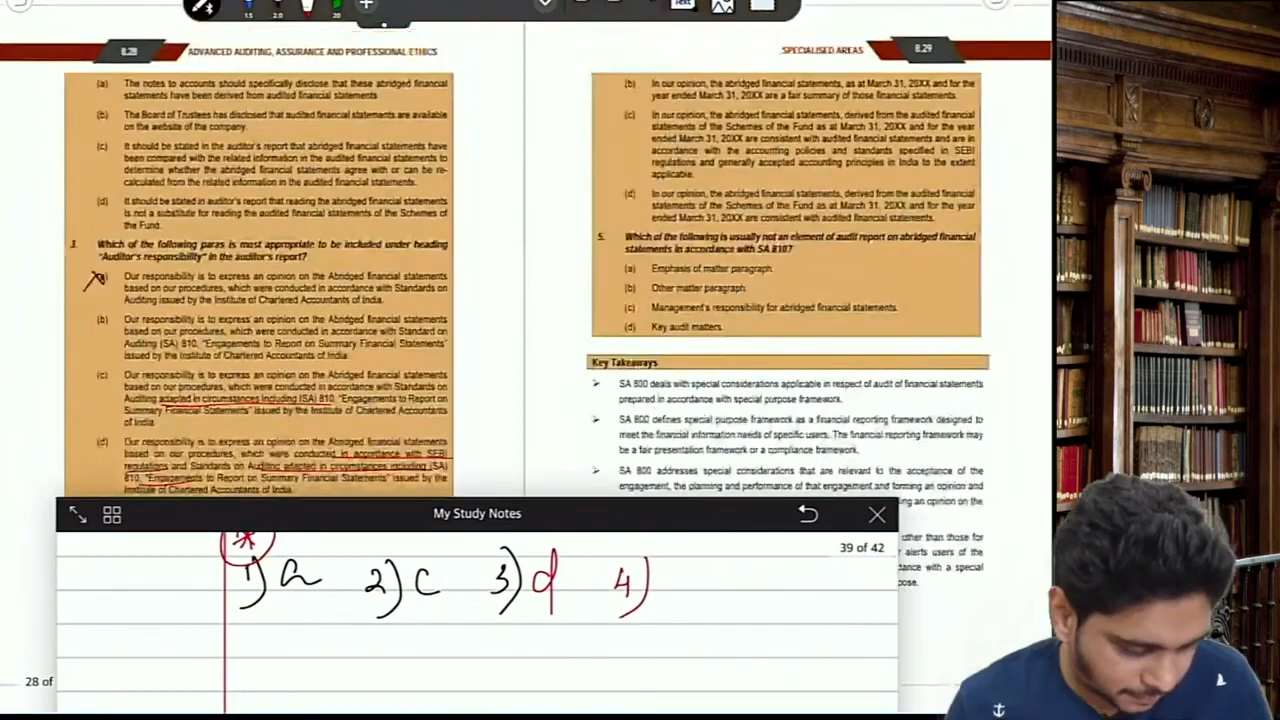 1.5
2.0
20
Text
8.28
ADVANCED AUDITING, ASSURANCE AND PROFESSIONAL ETHICS
(a) The notes to accounts should specifically disclose that these abridged financial
statements have been derived from audited financial statements
(b) The Board of Trustees has disclosed that audited financial statements are available
on the website of the company.
(c) It should be stated in the auditor's report that abridged financial statements have
been compared with the related information in the audited financial statements to
determine whether the abridged financial statements agree with or can be re-
calculated from the related information in the audited financial statements.
(d) It should be stated in auditor's report that reading the abridged financial statements
is not a substitute for reading the audited financial statements of the Schemes of
the Fund.
3. Which of the following paras is most appropriate to be included under heading
"Auditor's responsibility" in the auditor's report?
Our responsibility is to express an opinion on the Abridged financial statements
based on our procedures, which were conducted in accordance with Standards on
Auditing issued by the Institute of Chartered Accountants of India.
(b) Our responsibility is to express an opinion on the Abridged financial statements
based on our procedures, which were conducted in accordance with Standard on
Auditing (SA) 810, "Engagements to Report on Summary Financial Statements"
issued by the Institute of Chartered Accountants of India
(c) Our responsibility is to express an opinion on the Abridged financial statements
based on our procedures, which were conducted in accordance with Standards on
Auditing adapted in circumstances including (SA) 810, "Engagements to Report on
Summary Financial Statements" issued by the Institute of Chartered Accountants
of India
(d) Our responsibility is to express an opinion on the Abridged financial statements
based on our procedures, which were conducted in accordance with SEBI
regulations and Standards on Auditing adapted in circumstances including (SA)
810, "Engagements to Report on Summary Financial Statements" issued by the
Institute of Chartered Accountants of India.
SPECIALISED AREAS
8.29
(b) In our opinion, the abridged financial statements, as at March 31, 20XX and for the
year ended March 31, 20XX are a fair summary of those financial statements.
(c) In our opinion, the abridged financial statements, derived from the audited financial
statements of the Schemes of the Fund as at March 31, 20XX and for the year
ended March 31, 20XX are consistent with audited financial statements and are in
accordance with the accounting policies and standards specified in SEBI
regulations and generally accepted accounting principles in India to the extent
applicable.
(d) In our opinion, the abridged financial statements, derived from the audited financial
statements of the Schemes of the Fund as at March 31, 20XX and for the year
ended March 31, 20XX are consistent with audited financial statements.
5. Which of the following is usually not an element of audit report on abridged financial
statements in accordance with SA 810?
(a) Emphasis of matter paragraph.
(b) Other matter paragraph
(c) Management's responsibility for abridged financial statements.
(d) Key audit matters.
Key Takeaways
➢ SA 800 deals with special considerations applicable in respect of audit of financial statements
prepared in accordance with special purpose framework.
➢ SA 800 defines special purpose framework as a financial reporting framework designed to
meet the financial information needs of specific users. The financial reporting framework may
be a fair presentation framework or a compliance framework.
➢ SA 800 addresses special considerations that are relevant to the acceptance of the
engagement, the planning and performance of that engagement and forming an opinion and
ng an opinion on the
other than those for
alerts users of the
dance with a special
pose.
My Study Notes
39 of 42
*
1) a 2) c 3) d 4)
28 of